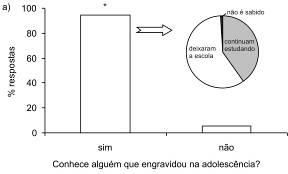 a)
100
80
60
40
20
0
% respostas
*
não é sabido
continuam
estudando
deixaram
a escola
sim
não
Conhece alguém que engravidou na adolescência?